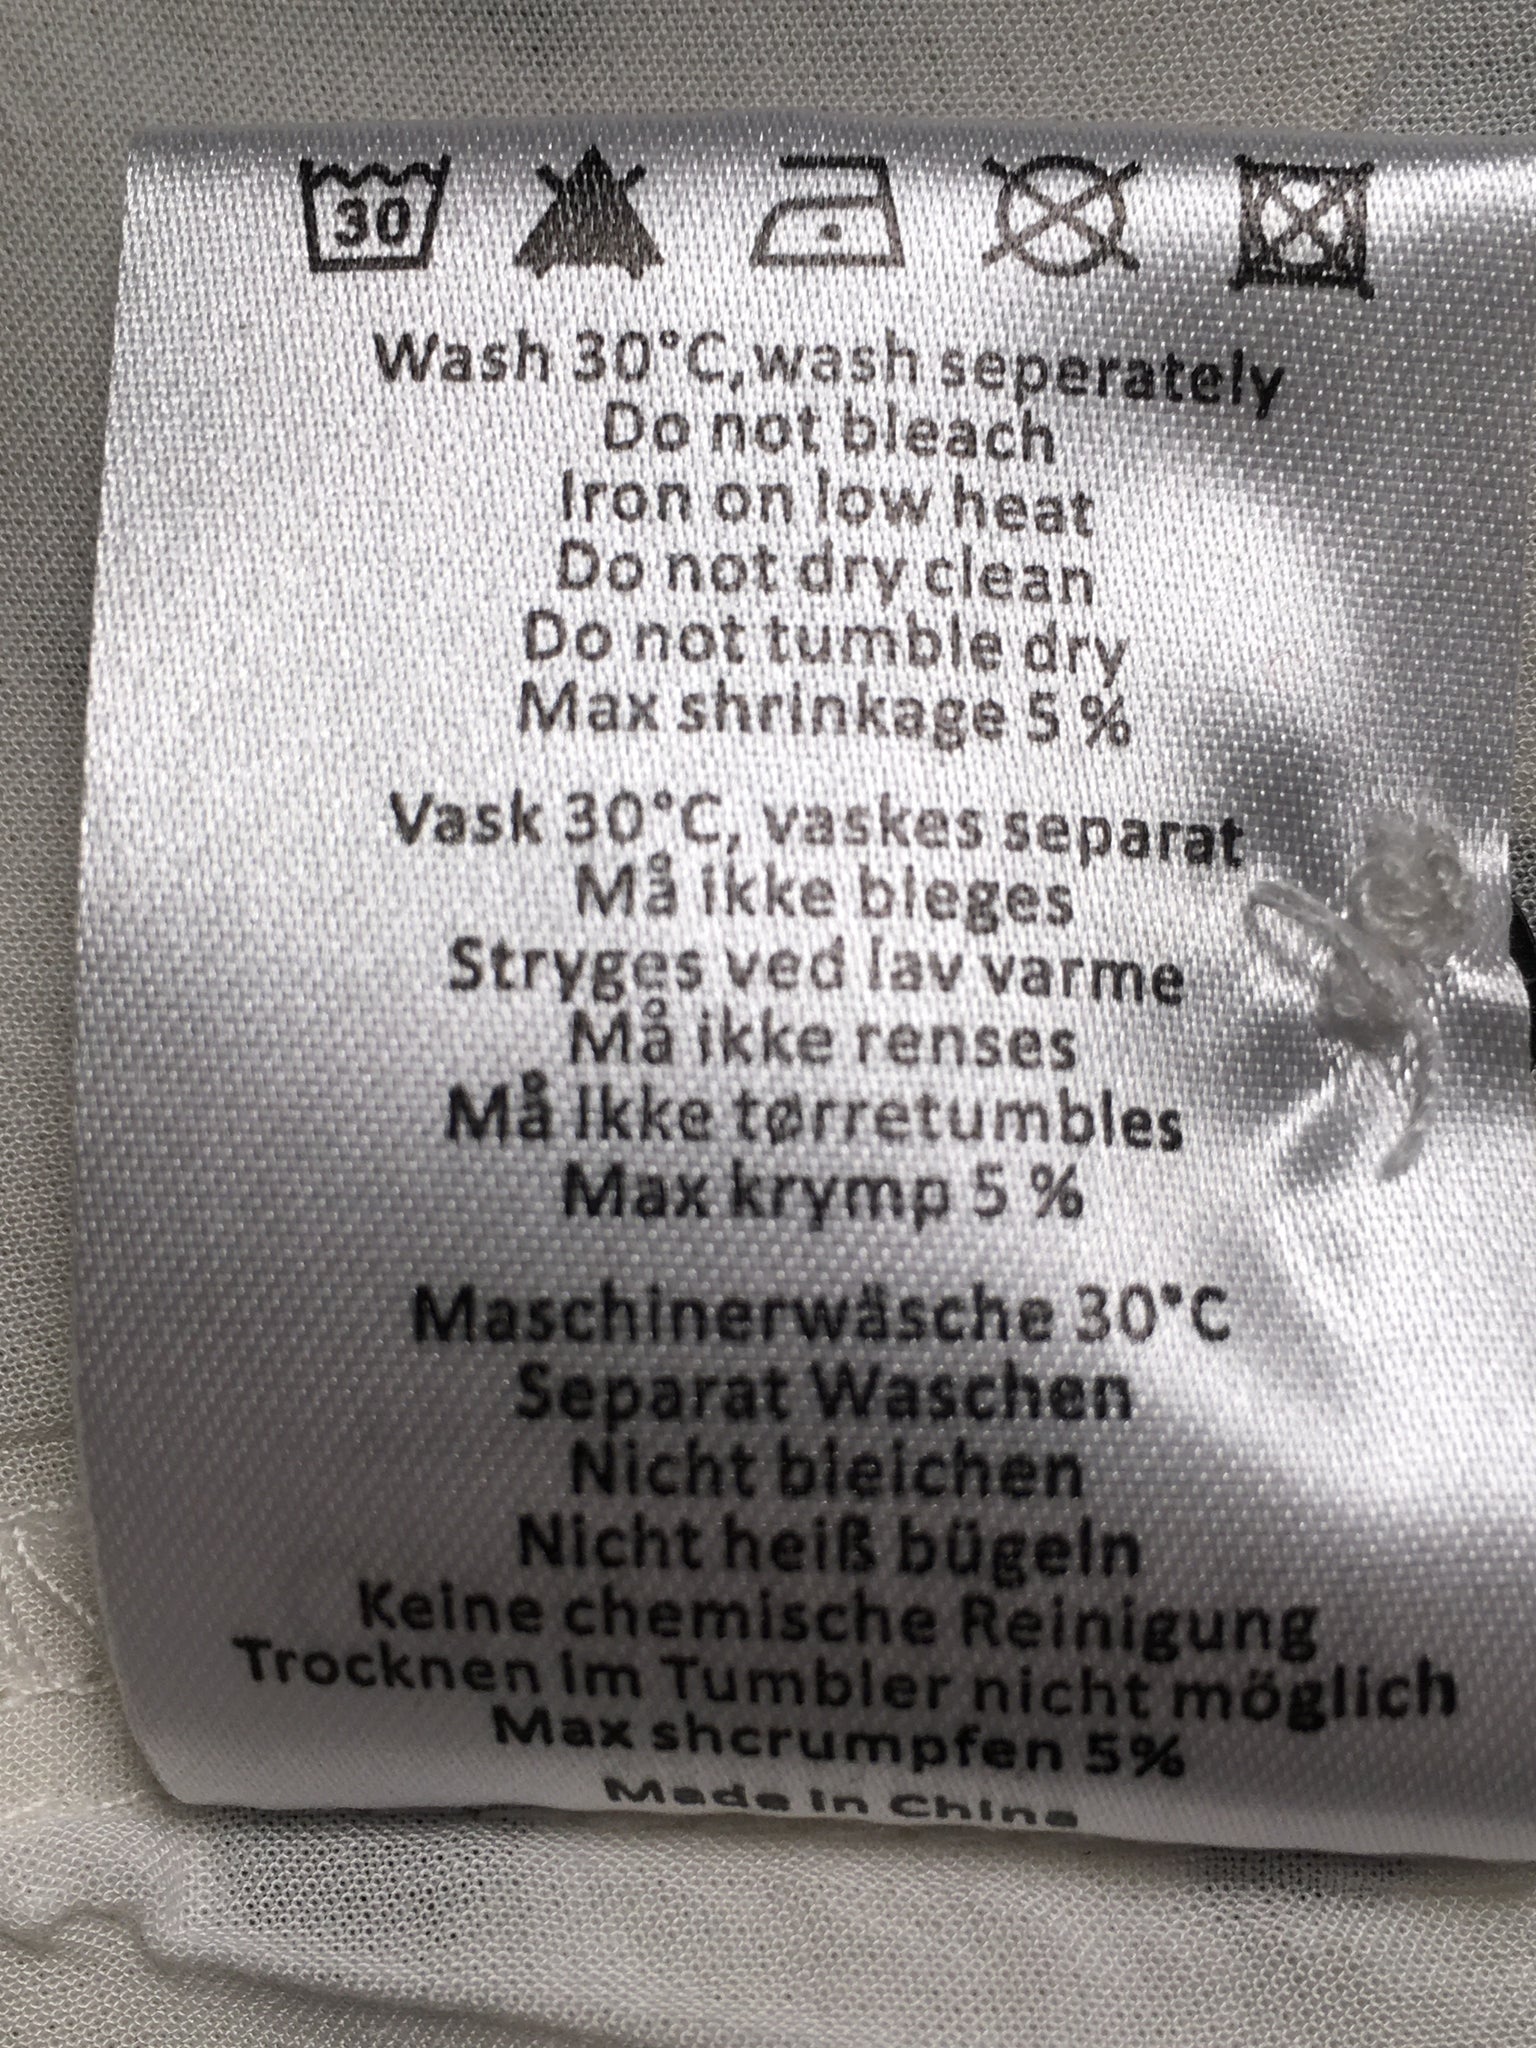 30
Wash 30°C,wash seperately
Do not bleach
Iron on low heat
Do not dry clean
Do not tumble dry
Max shrinkage 5 %
Vask 30°C, vaskes separat
Må ikke bleges
Stryges ved lav varme
Må ikke renses
Må ikke tørretumbles
Max krymp 5 %
Maschinerwäsche 30°C
Separat Waschen
Nicht bleichen
Nicht heiß bügeln
Keine chemische Reinigung
Trocknen im Tumbler nicht möglich
Max shcrumpfen 5%
Made in China